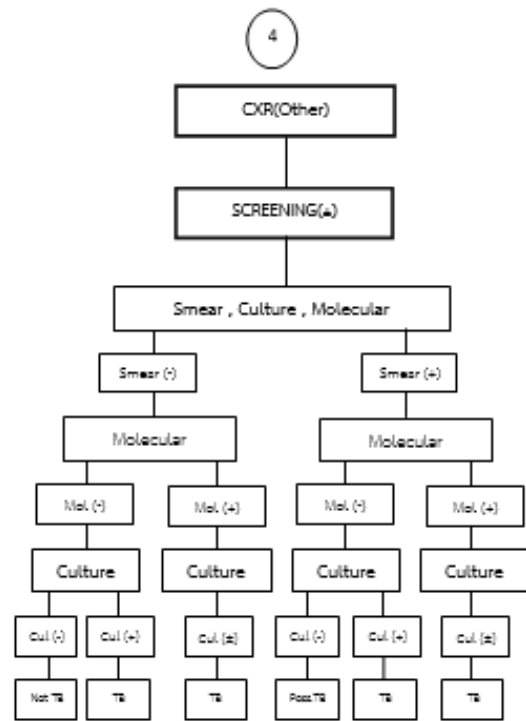 4
CXR(Other)
SCREENING(±)
Smear , Culture , Molecular
Smear (-) Smear (+)
Molecular Molecular
Mol. (-) Mol. (+) Mol. (-) Mol. (+)
Culture Culture Culture Culture
Cul. (-) Cul. (+) Cul. (±) Cul. (-) Cul. (+) Cul. (±)
Not TB TB TB Poss.TB TB TB